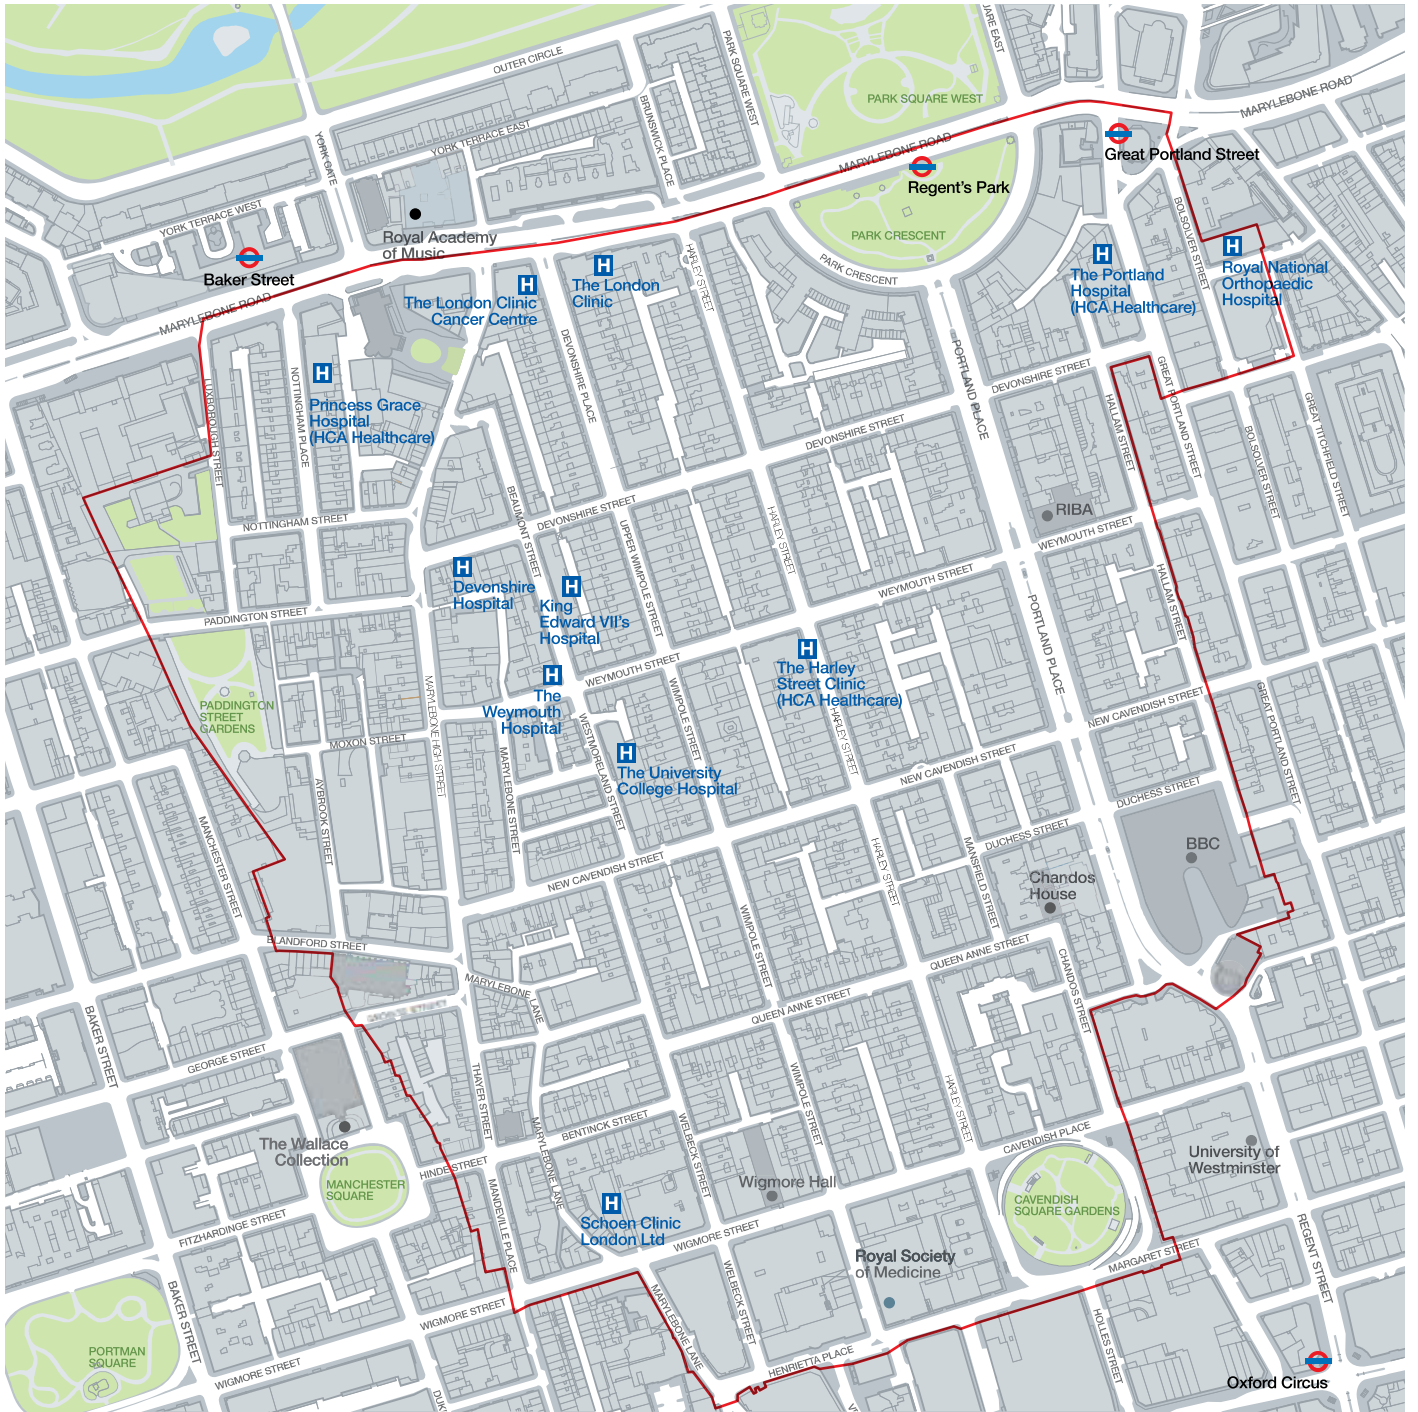 OUTER CIRCLE
PARK SQUARE WEST
ARE EAST
PARK SQUARE WEST
MARYLEBONE ROAD
BRUNSWICK PLACE
YORK TERRACE EAST
YORK GATE
MARYLEBONE ROAD
Great Portland Street
Regent's Park
PARK CRESCENT
PARK CRESCENT
BOLSOLVER STREET
YORK TERRACE WEST
Royal Academy
of Music
Baker Street
MARYLEBONE ROAD
H
The London Clinic
Cancer Centre
H
The London
Clinic
HARLEY STREET
H
The Portland
Hospital
(HCA Healthcare)
H
Royal National
Orthopaedic
Hospital
LUXBOROUGH STREET
NOTTINGHAM PLACE
H
Princess Grace
Hospital
(HCA Healthcare)
DEVONSHIRE PLACE
PORTLAND PLACE
DEVONSHIRE STREET
DEVONSHIRE STREET
HALLAM STREET
GREAT PORTLAND STREET
BOLSOLVER STREET
GREAT TITCHFIELD STREET
NOTTINGHAM STREET
BEAUMONT STREET
DEVONSHIRE STREET
UPPER WIMPOLE STREET
HARLEY STREET
RIBA
WEYMOUTH STREET
WEYMOUTH STREET
HALLAM STREET
H
Devonshire
Hospital
H
King
Edward VII's
Hospital
PADDINGTON STREET
PORTLAND PLACE
H
The Harley
Street Clinic
(HCA Healthcare)
WEYMOUTH STREET
H
The
Weymouth
Hospital
PADDINGTON
STREET
GARDENS
MOXON STREET
MARYLEBONE HIGH STREET
WIMPOLE STREET
HARLEY STREET
NEW CAVENDISH STREET
GREAT PORTLAND STREET
WESTMORELAND STREET
H
The University
College Hospital
MARYLEBONE STREET
NEW CAVENDISH STREET
DUCHESS STREET
AYBROOK STREET
MANCHESTER STREET
NEW CAVENDISH STREET
HARLEY STREET
MANSFIELD STREET
DUCHESS STREET
BBC
Chandos
House
BLANDFORD STREET
WIMPOLE STREET
QUEEN ANNE STREET
CHANDOS STREET
MARYLEBONE LANE
QUEEN ANNE STREET
BAKER STREET
GEORGE STREET
THAYER STREET
WIMPOLE STREET
HARLEY STREET
The Wallace
Collection
BENTINCK STREET
MARYLEBONE LANE
WELBECK STREET
CAVENDISH PLACE
University of
Westminster
HINDE STREET
MANCHESTER
SQUARE
MANDEVILLE PLACE
Wigmore Hall
CAVENDISH
SQUARE GARDENS
H
Schoen Clinic
London Ltd
FITZHARDINGE STREET
WIGMORE STREET
Royal Society
of Medicine
MARGARET STREET
REGENT STREET
BAKER STREET
WIGMORE STREET
MARYLEBONE LANE
WELBECK STREET
HOLLES STREET
PORTMAN
SQUARE
WIGMORE STREET
HENRIETTA PLACE
Oxford Circus
DUK